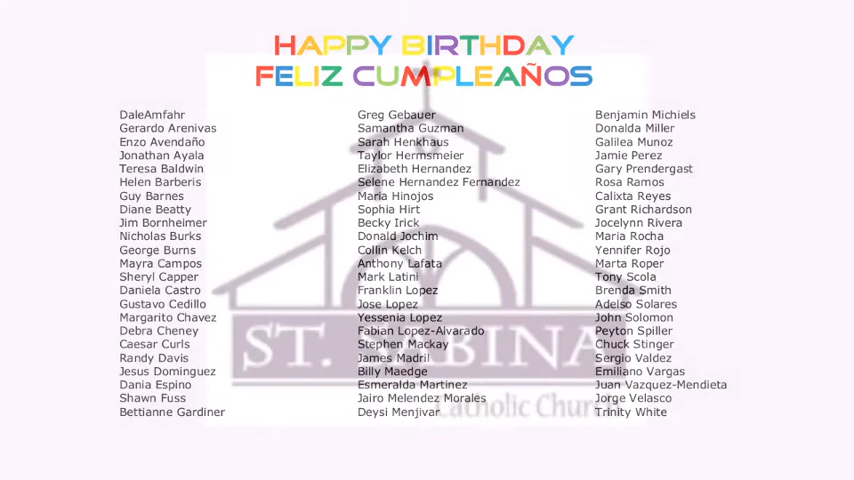 HAPPY BIRTHDAY
FELIZ CUMPLEAÑOS
DaleAmfahr
Gerardo Arenivas
Enzo Avendaño
Jonathan Ayala
Teresa Baldwin
Helen Barberis
Guy Barnes
Diane Beatty
Jim Bornheimer
Nicholas Burks
George Burns
Mayra Campos
Sheryl Capper
Daniela Castro
Gustavo Cedillo
Margarito Chavez
Debra Cheney
Caesar Curls
Randy Davis
Jesus Dominguez
Dania Espino
Shawn Fuss
Bettianne Gardiner
Greg Gebauer
Samantha Guzman
Sarah Henkhaus
Taylor Hermsmeier
Elizabeth Hernandez
Selene Hernandez Fernandez
Maria Hinojos
Sophia Hirt
Becky Irick
Donald Jochim
Collin Kelch
Anthony Lafata
Mark Latini
Franklin Lopez
Jose Lopez
Yessenia Lopez
Fabian Lopez-Alvarado
Stephen Mackay
James Madril
Billy Maedge
Esmeralda Martinez
Jairo Melendez Morales
Deysi Menjivar
Benjamin Michiels
Donalda Miller
Galilea Munoz
Jamie Perez
Gary Prendergast
Rosa Ramos
Calixta Reyes
Grant Richardson
Jocelynn Rivera
Maria Rocha
Yennifer Rojo
Marta Roper
Tony Scola
Brenda Smith
Adelso Solares
John Solomon
Peyton Spiller
Chuck Stinger
Sergio Valdez
Emiliano Vargas
Juan Vazquez-Mendieta
Jorge Velasco
Trinity White
ST. SABINA
Catholic Church